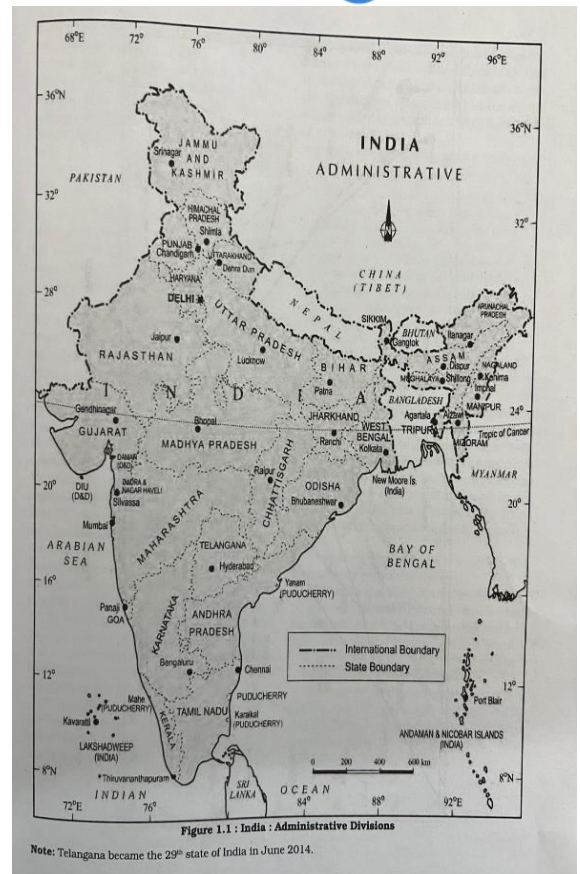 68°E 72° 76° 80° 84° 88° 92° 96°E
36°N
36°N
INDIA
ADMINISTRATIVE
JAMMU
AND
KASHMIR
Srinagar
PAKISTAN
32°
32°
HIMACHAL
PRADESH
Shimla
PUNJAB
Chandigarh
UTTARAKHAND
Dehra Dun
HARYANA
N
CHINA
(TIBET)
28°
28°
DELHI
NEPAL
SIKKIM
Gangtok
BHUTAN
ARUNACHAL
PRADESH
Itanagar
UTTAR PRADESH
Jaipur
RAJASTHAN
Lucknow
BIHAR
Patna
ASSAM
Dispur
NAGALAND
Kohima
MEGHALAYA
Shillong
Imphal
MANIPUR
INDIA
BANGLADESH
24°
24°
Gandhinagar
GUJARAT
Bhopal
MADHYA PRADESH
JHARKHAND
Ranchi
WEST
BENGAL
Kolkata
Agartala
TRIPURA
Aizawl
MIZORAM
Tropic of Cancer
DAMAN
(D&D)
DIU
(D&D)
DADRA &
NAGAR HAVELI
Silvassa
Raipur
CHHATTISGARH
ODISHA
Bhubaneshwar
New Moore Is.
(India)
MYANMAR
20°
20°
Mumbai
MAHARASHTRA
ARABIAN
SEA
TELANGANA
Hyderabad
BAY OF
BENGAL
16°
Yanam
(PUDUCHERRY)
Panaji
GOA
KARNATAKA
ANDHRA
PRADESH
International Boundary
State Boundary
Bengaluru
Chennai
12°
12°
Mahe
(PUDUCHERRY)
PUDUCHERRY
Port Blair
Kavaratti
TAMIL NADU
Karaikal
(PUDUCHERRY)
KERALA
LAKSHADWEEP
(INDIA)
ANDAMAN & NICOBAR ISLANDS
(INDIA)
0 200 400 600 km
8°N
8°N
Thiruvananthapuram
SRI
LANKA
INDIAN OCEAN
72°E 76° 84° 88° 92°E
Figure 1.1 : India : Administrative Divisions
Note: Telangana became the 29th state of India in June 2014.